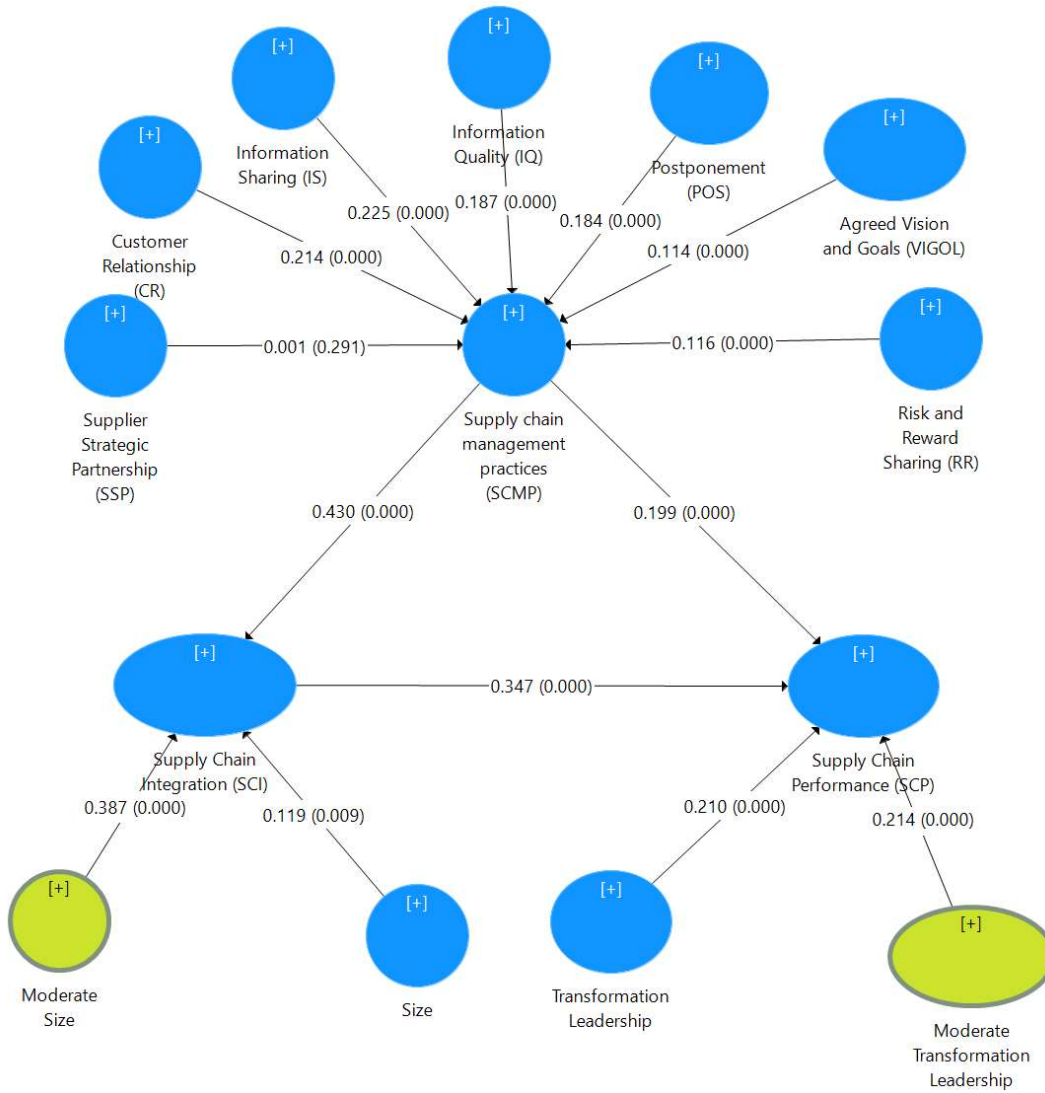 [+]
Information
Sharing (IS)
[+]
Information
Quality (IQ)
[+]
Postponement
(POS)
[+]
Agreed Vision
and Goals (VIGOL)
[+]
Customer
Relationship
(CR)
0.225 (0.000)
0.187 (0.000)
0.184 (0.000)
0.214 (0.000)
0.114 (0.000)
[+]
Supplier
Strategic
Partnership
(SSP)
0.001 (0.291)
[+]
Supply chain
management
practices
(SCMP)
0.116 (0.000)
[+]
Risk and
Reward
Sharing (RR)
0.430 (0.000)
0.199 (0.000)
[+]
Supply Chain
Integration (SCI)
0.347 (0.000)
[+]
Supply Chain
Performance (SCP)
0.387 (0.000)
0.119 (0.009)
0.210 (0.000)
0.214 (0.000)
[+]
Moderate
Size
[+]
Size
[+]
Transformation
Leadership
[+]
Moderate
Transformation
Leadership